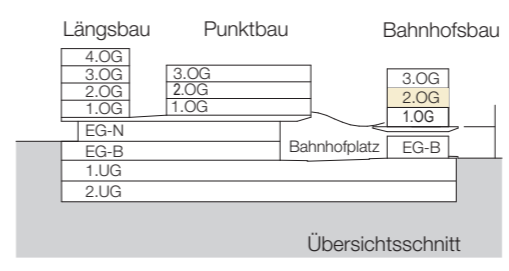 Längsbau Punktbau Bahnhofsbau
4.OG
3.OG 3.OG 3.OG
2.OG 2.OG 2.OG
1.OG 1.OG 1.OG
EG-N
EG-B Bahnhofplatz EG-B
1.UG
2.UG
Übersichtsschnitt